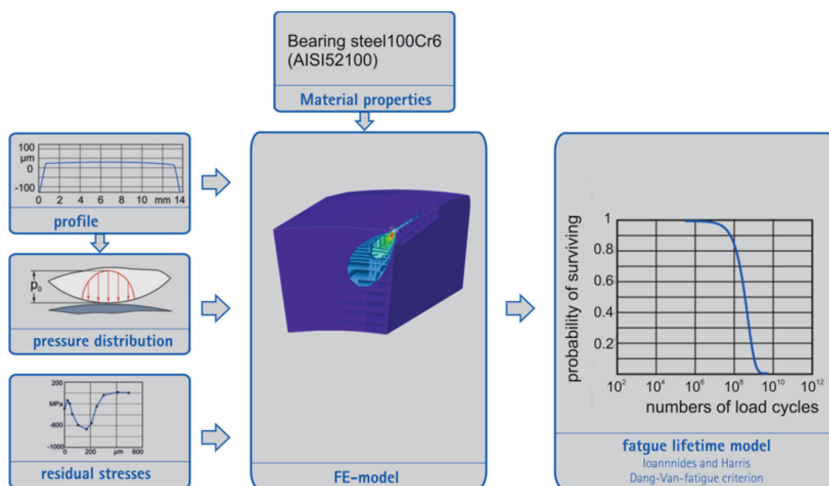 Bearing steel100Cr6
(AISI52100)
Material properties
100
μm
0
-100
0 2 4 6 8 10 mm 14
profile
p₀
pressure distribution
200
MPa
-600
-1000
0 200 μm 600
residual stresses
FE-model
probability of surviving
1
0.8
0.6
0.4
0.2
10² 10⁴ 10⁶ 10⁸ 10¹⁰ 10¹²
numbers of load cycles
fatgue lifetime model
Ioannnides and Harris
Dang-Van-fatigue criterion